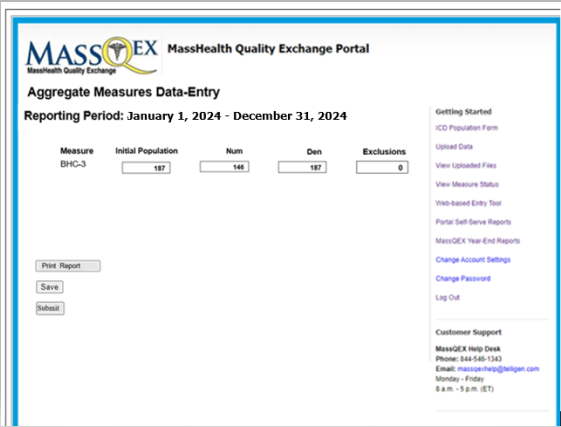 MASSQEX
MassHealth Quality Exchange
MassHealth Quality Exchange Portal
Aggregate Measures Data-Entry
Reporting Period: January 1, 2024 - December 31, 2024
Measure Initial Population Num Den Exclusions
BHC-3 187 146 187 0
Print Report
Save
Submit
Getting Started
ICD Population Form
Upload Data
View Uploaded Files
View Measure Status
Web-based Entry Tool
Portal Self-Serve Reports
MassQEX Year-End Reports
Change Account Settings
Change Password
Log Out
Customer Support
MassQEX Help Desk
Phone: 844-546-1343
Email: massqexhelp@telligen.com
Monday - Friday
8 a.m. - 5 p.m. (ET)